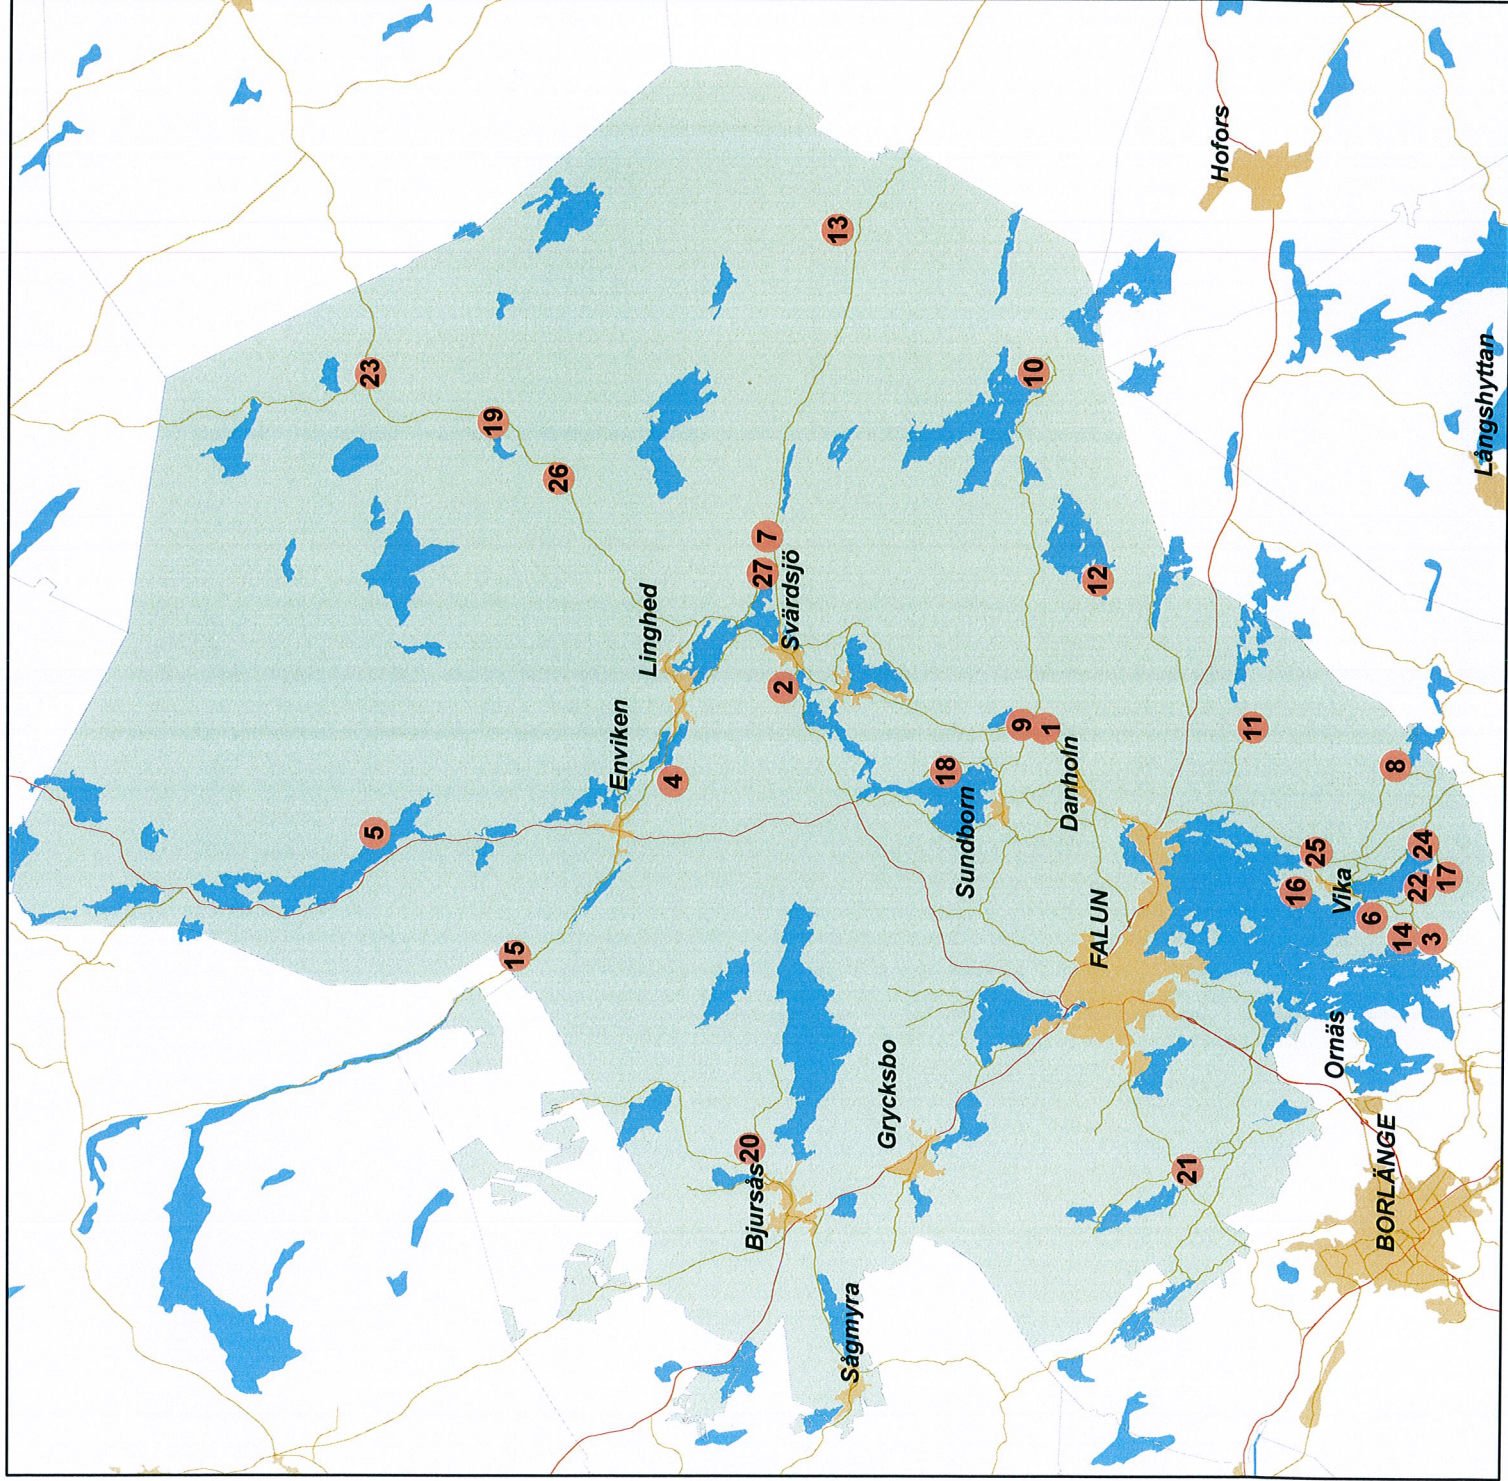 23
5
19
15
26
Enviken
Linghed
4
20
Bjursås
27
7
2
Svärdsjö
13
Sågmyra
Grycksbo
18
Sundborn
9
10
1
Danholn
FALUN
12
21
Hofors
11
16
25
Ornäs
Vika
6
BORLÄNGE
8
14
22
24
3
17
Långshyttan